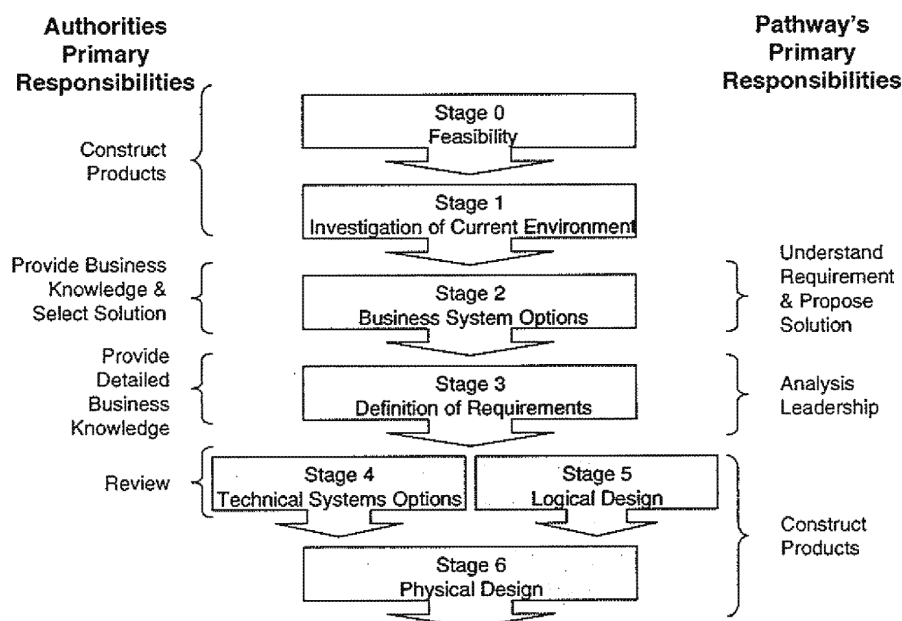 Authorities
Primary
Responsibilities
Pathway's
Primary
Responsibilities
Construct
Products
Stage 0
Feasibility
Stage 1
Investigation of Current Environment
Provide Business
Knowledge &
Select Solution
Stage 2
Business System Options
Understand
Requirement
& Propose
Solution
Provide
Detailed
Business
Knowledge
Stage 3
Definition of Requirements
Analysis
Leadership
Review
Stage 4
Technical Systems Options
Stage 5
Logical Design
Stage 6
Physical Design
Construct
Products